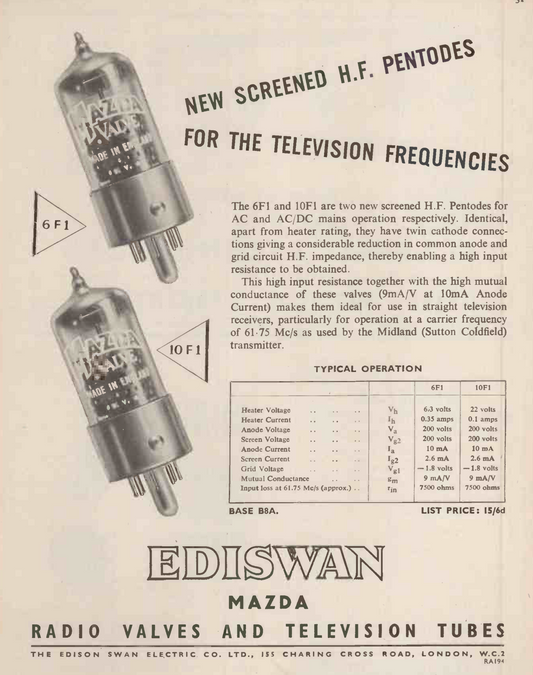 NEW SCREENED H.F. PENTODES
FOR THE TELEVISION FREQUENCIES
MAZDA
VALVE
MADE IN ENGLAND
6F1
The 6F1 and 10F1 are two new screened H.F. Pentodes for
AC and AC/DC mains operation respectively. Identical,
apart from heater rating, they have twin cathode connec-
tions giving a considerable reduction in common anode and
grid circuit H.F. impedance, thereby enabling a high input
resistance to be obtained.
This high input resistance together with the high mutual
conductance of these valves (9mA/V at 10mA Anode
Current) makes them ideal for use in straight television
receivers, particularly for operation at a carrier frequency
of 61·75 Mc/s as used by the Midland (Sutton Coldfield)
transmitter.
MAZDA
VALVE
MADE IN ENGLAND
10F1
TYPICAL OPERATION
6F1 10F1
Heater Voltage .. .. .. Vh 6.3 volts 22 volts
Heater Current .. .. .. Ih 0.35 amps 0.1 amps
Anode Voltage .. .. .. Va 200 volts 200 volts
Screen Voltage .. .. .. Vg2 200 volts 200 volts
Anode Current .. .. .. Ia 10 mA 10 mA
Screen Current .. .. .. Ig2 2.6 mA 2.6 mA
Grid Voltage .. .. .. Vg1 −1.8 volts −1.8 volts
Mutual Conductance .. .. gm 9 mA/V 9 mA/V
Input loss at 61.75 Mc/s (approx.) .. rin 7500 ohms 7500 ohms
BASE B8A. LIST PRICE: 15/6d
EDISWAN
MAZDA
RADIO VALVES AND TELEVISION TUBES
THE EDISON SWAN ELECTRIC CO. LTD., 155 CHARING CROSS ROAD, LONDON, W.C.2
RA194